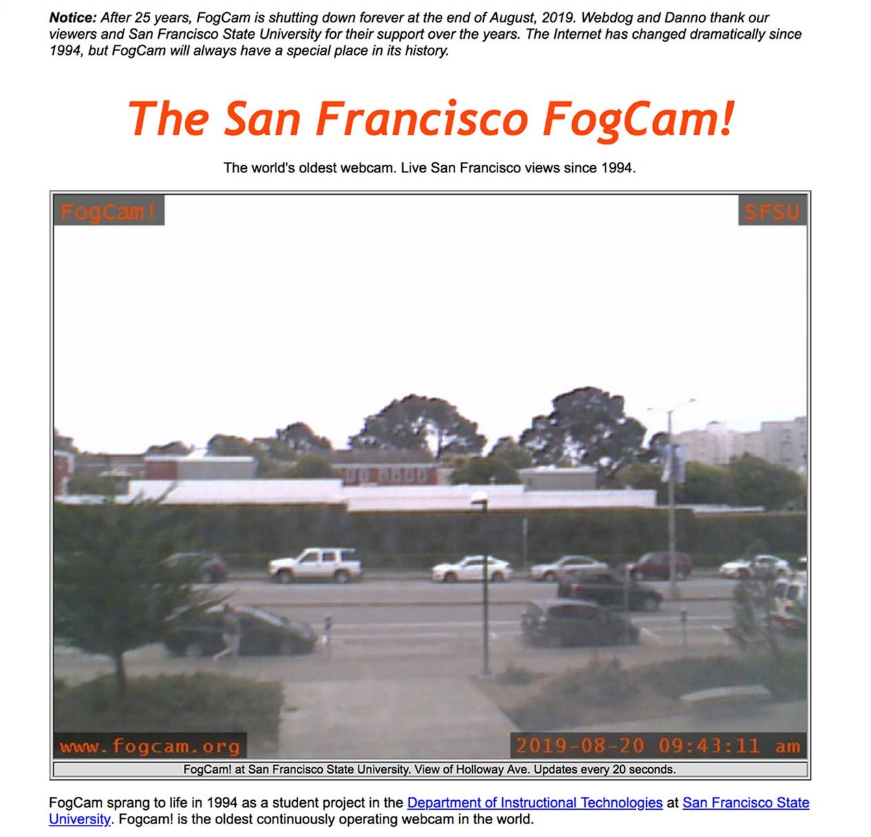 Notice: After 25 years, FogCam is shutting down forever at the end of August, 2019. Webdog and Danno thank our
viewers and San Francisco State University for their support over the years. The Internet has changed dramatically since
1994, but FogCam will always have a special place in its history.
The San Francisco FogCam!
The world's oldest webcam. Live San Francisco views since 1994.
FogCam!
SFSU
www.fogcam.org
2019-08-20 09:43:11 am
FogCam! at San Francisco State University. View of Holloway Ave. Updates every 20 seconds.
FogCam sprang to life in 1994 as a student project in the Department of Instructional Technologies at San Francisco State
University. Fogcam! is the oldest continuously operating webcam in the world.